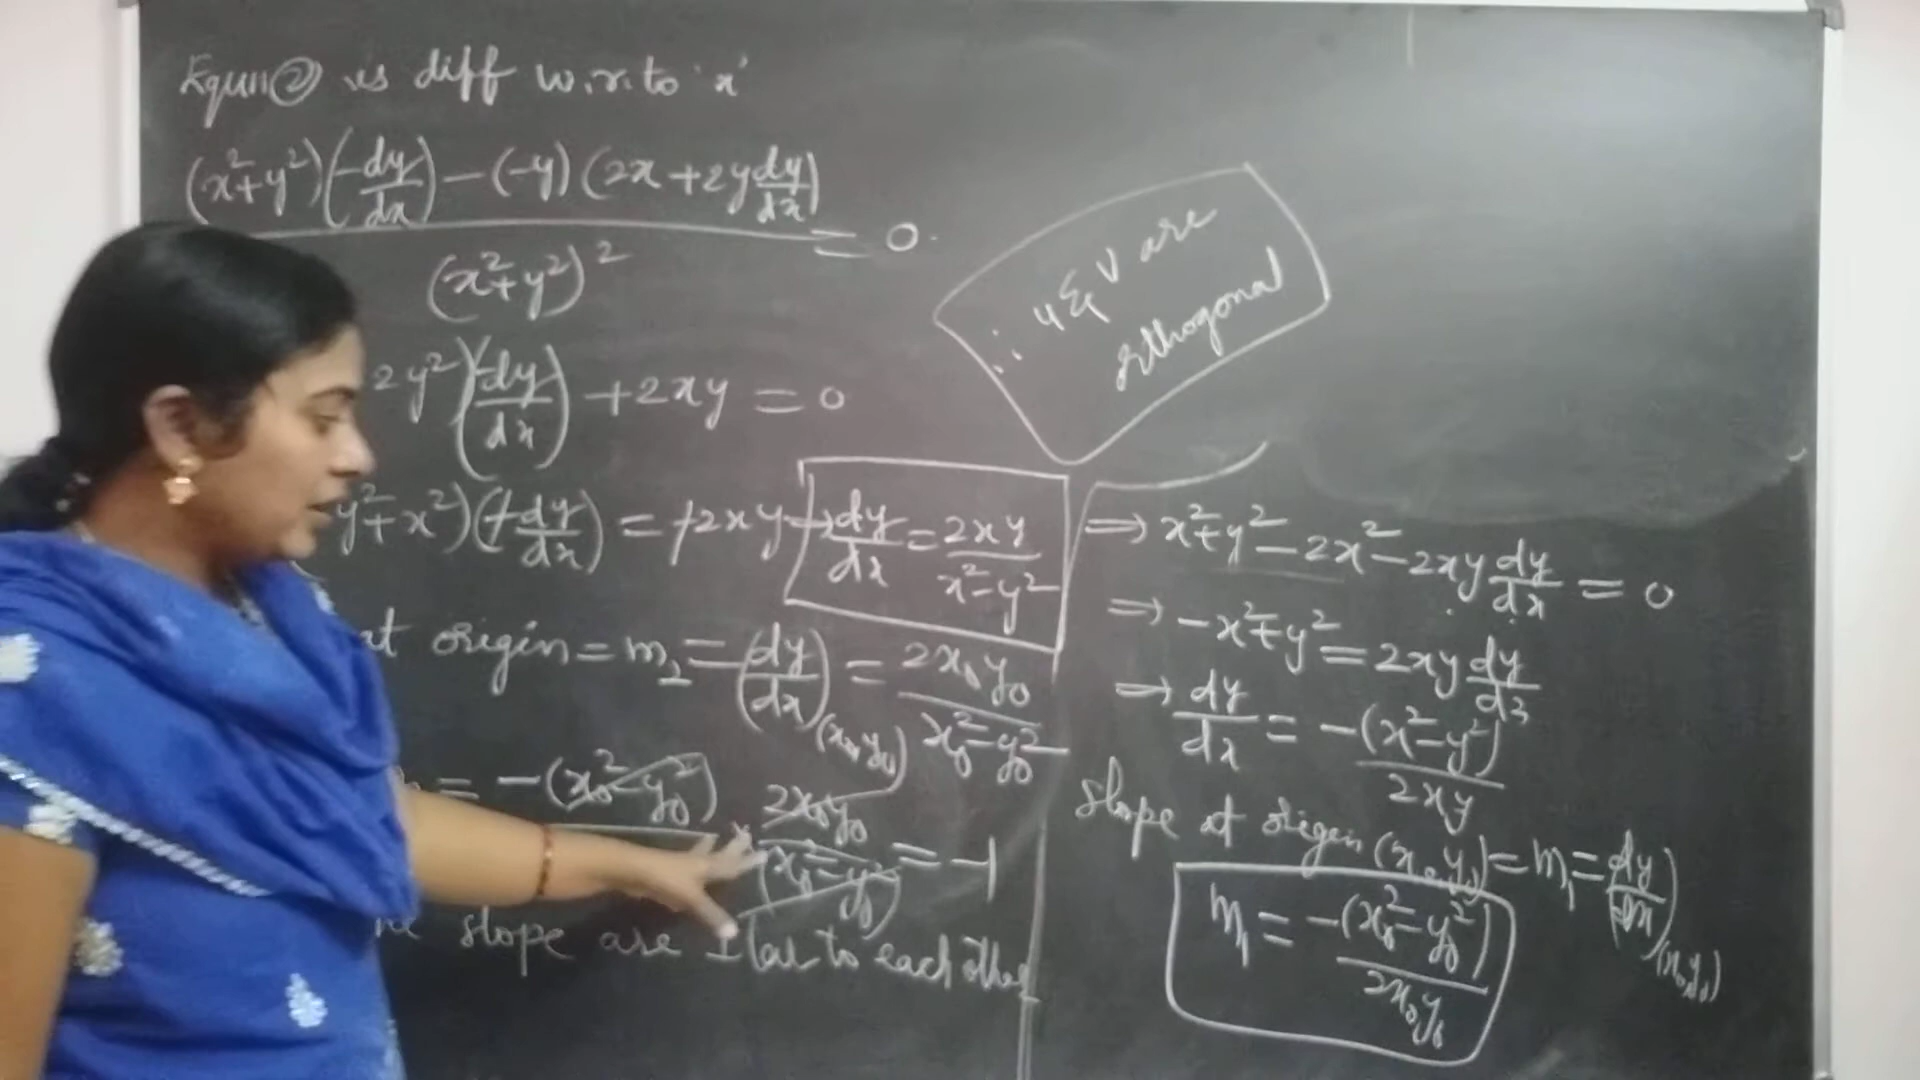 Equn ② is diff w.r.to 'x'
(x²+y²)(-dy/dx) - (-y)(2x+2y dy/dx)
/ (x²+y²)² = 0.
2y²)(-dy/dx) + 2xy = 0
y²+x²)(+dy/dx) = +2xy → dy/dx = 2xy/x²-y²
at origin = m₂ = (dy/dx)(x₀,y₀) = 2x₀y₀/x₀²-y₀²
= -(x₀²-y₀²) × 2x₀y₀/(x₀²-y₀²) = -1
slope are ⊥lar to each other
∴ u & v are
orthogonal
⇒ x²+y²-2x²-2xy dy/dx = 0
⇒ -x²+y² = 2xy dy/dx
→ dy/dx = -(x²-y²)/2xy
slope at origin (x₀,y₀) = m₁ = dy/dx)(x₀,y₀)
m₁ = -(x₀²-y₀²)/2x₀y₀